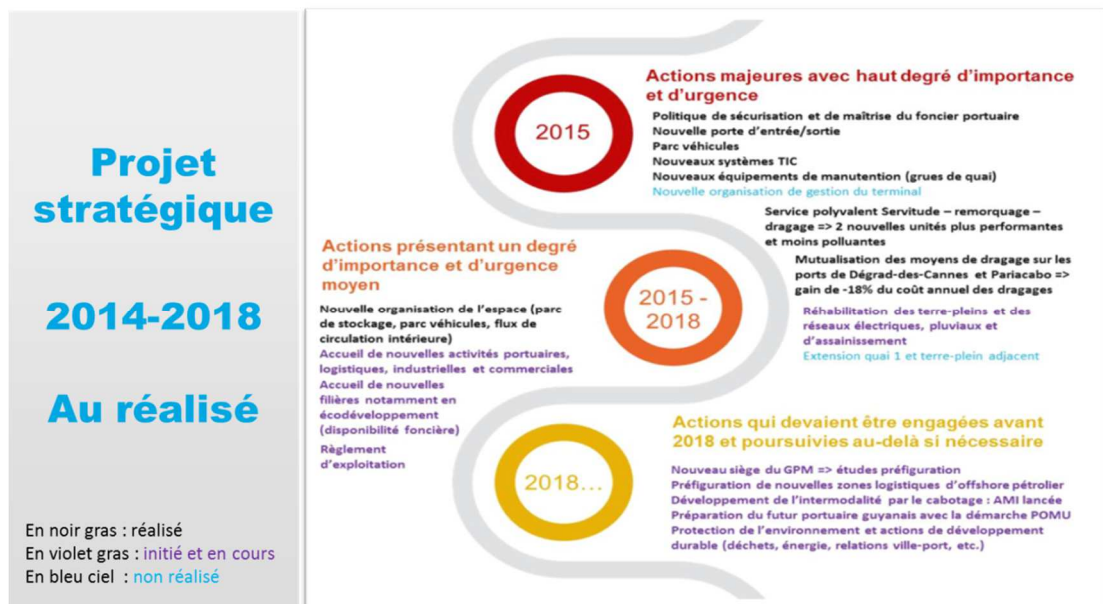 Projet
stratégique
2014-2018
Au réalisé
En noir gras : réalisé
En violet gras : initié et en cours
En bleu ciel : non réalisé
2015
Actions majeures avec haut degré d'importance
et d'urgence
Politique de sécurisation et de maîtrise du foncier portuaire
Nouvelle porte d'entrée/sortie
Parc véhicules
Nouveaux systèmes TIC
Nouveaux équipements de manutention (grues de quai)
Nouvelle organisation de gestion du terminal
Actions présentant un degré
d'importance et d'urgence
moyen
Nouvelle organisation de l'espace (parc
de stockage, parc véhicules, flux de
circulation intérieure)
Accueil de nouvelles activités portuaires,
logistiques, industrielles et commerciales
Accueil de nouvelles
filières notamment en
écodéveloppement
(disponibilité foncière)
Règlement
d'exploitation
2015 -
2018
Service polyvalent Servitude – remorquage –
dragage => 2 nouvelles unités plus performantes
et moins polluantes
Mutualisation des moyens de dragage sur les
ports de Dégrad-des-Cannes et Pariacabo =>
gain de -18% du coût annuel des dragages
Réhabilitation des terre-pleins et des
réseaux électriques, pluviaux et
d'assainissement
Extension quai 1 et terre-plein adjacent
2018...
Actions qui devaient être engagées avant
2018 et poursuivies au-delà si nécessaire
Nouveau siège du GPM => études préfiguration
Préfiguration de nouvelles zones logistiques d'offshore pétrolier
Développement de l'intermodalité par le cabotage : AMI lancée
Préparation du futur portuaire guyanais avec la démarche POMU
Protection de l'environnement et actions de développement
durable (déchets, énergie, relations ville-port, etc.)